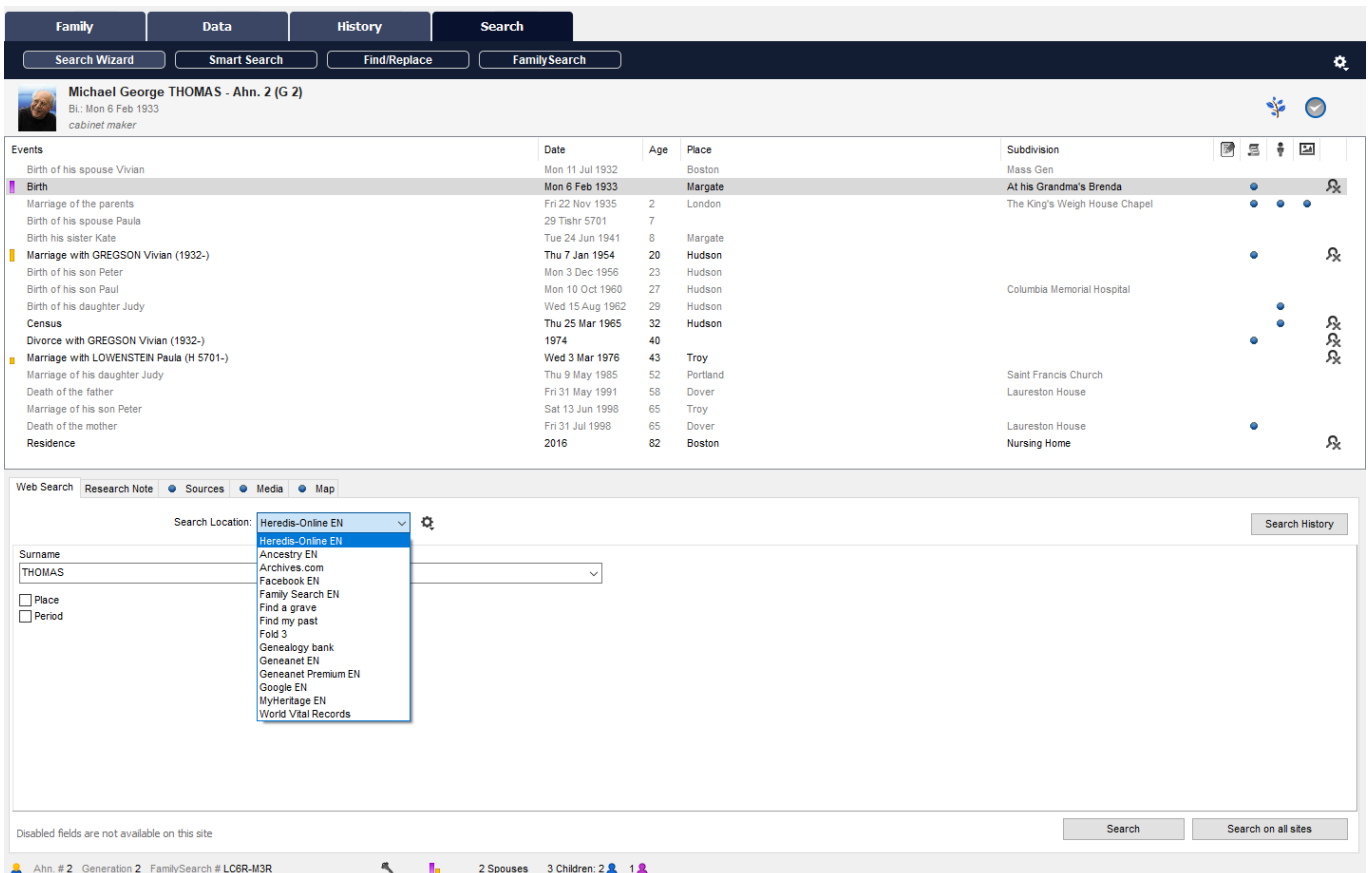 Family Data History Search
Search Wizard Smart Search Find/Replace FamilySearch
Michael George THOMAS - Ahn. 2 (G 2)
Bi.: Mon 6 Feb 1933
cabinet maker
Events Date Age Place Subdivision
Birth of his spouse Vivian Mon 11 Jul 1932 Boston Mass Gen
Birth Mon 6 Feb 1933 Margate At his Grandma's Brenda
Marriage of the parents Fri 22 Nov 1935 2 London The King's Weigh House Chapel
Birth of his spouse Paula 29 Tishr 5701 7
Birth his sister Kate Tue 24 Jun 1941 8 Margate
Marriage with GREGSON Vivian (1932-) Thu 7 Jan 1954 20 Hudson
Birth of his son Peter Mon 3 Dec 1956 23 Hudson
Birth of his son Paul Mon 10 Oct 1960 27 Hudson Columbia Memorial Hospital
Birth of his daughter Judy Wed 15 Aug 1962 29 Hudson
Census Thu 25 Mar 1965 32 Hudson
Divorce with GREGSON Vivian (1932-) 1974 40
Marriage with LOWENSTEIN Paula (H 5701-) Wed 3 Mar 1976 43 Troy
Marriage of his daughter Judy Thu 9 May 1985 52 Portland Saint Francis Church
Death of the father Fri 31 May 1991 58 Dover Laureston House
Marriage of his son Peter Sat 13 Jun 1998 65 Troy
Death of the mother Fri 31 Jul 1998 65 Dover Laureston House
Residence 2016 82 Boston Nursing Home
Web Search Research Note Sources Media Map
Search Location: Heredis-Online EN Search History
Heredis-Online EN
Surname Ancestry EN
Archives.com
THOMAS
Facebook EN
Family Search EN
Place
Find a grave
Period Find my past
Fold 3
Genealogy bank
Geneanet EN
Geneanet Premium EN
Google EN
MyHeritage EN
World Vital Records
Disabled fields are not available on this site Search Search on all sites
Ahn. # 2 Generation 2 FamilySearch # LC6R-M3R 2 Spouses 3 Children: 2 1